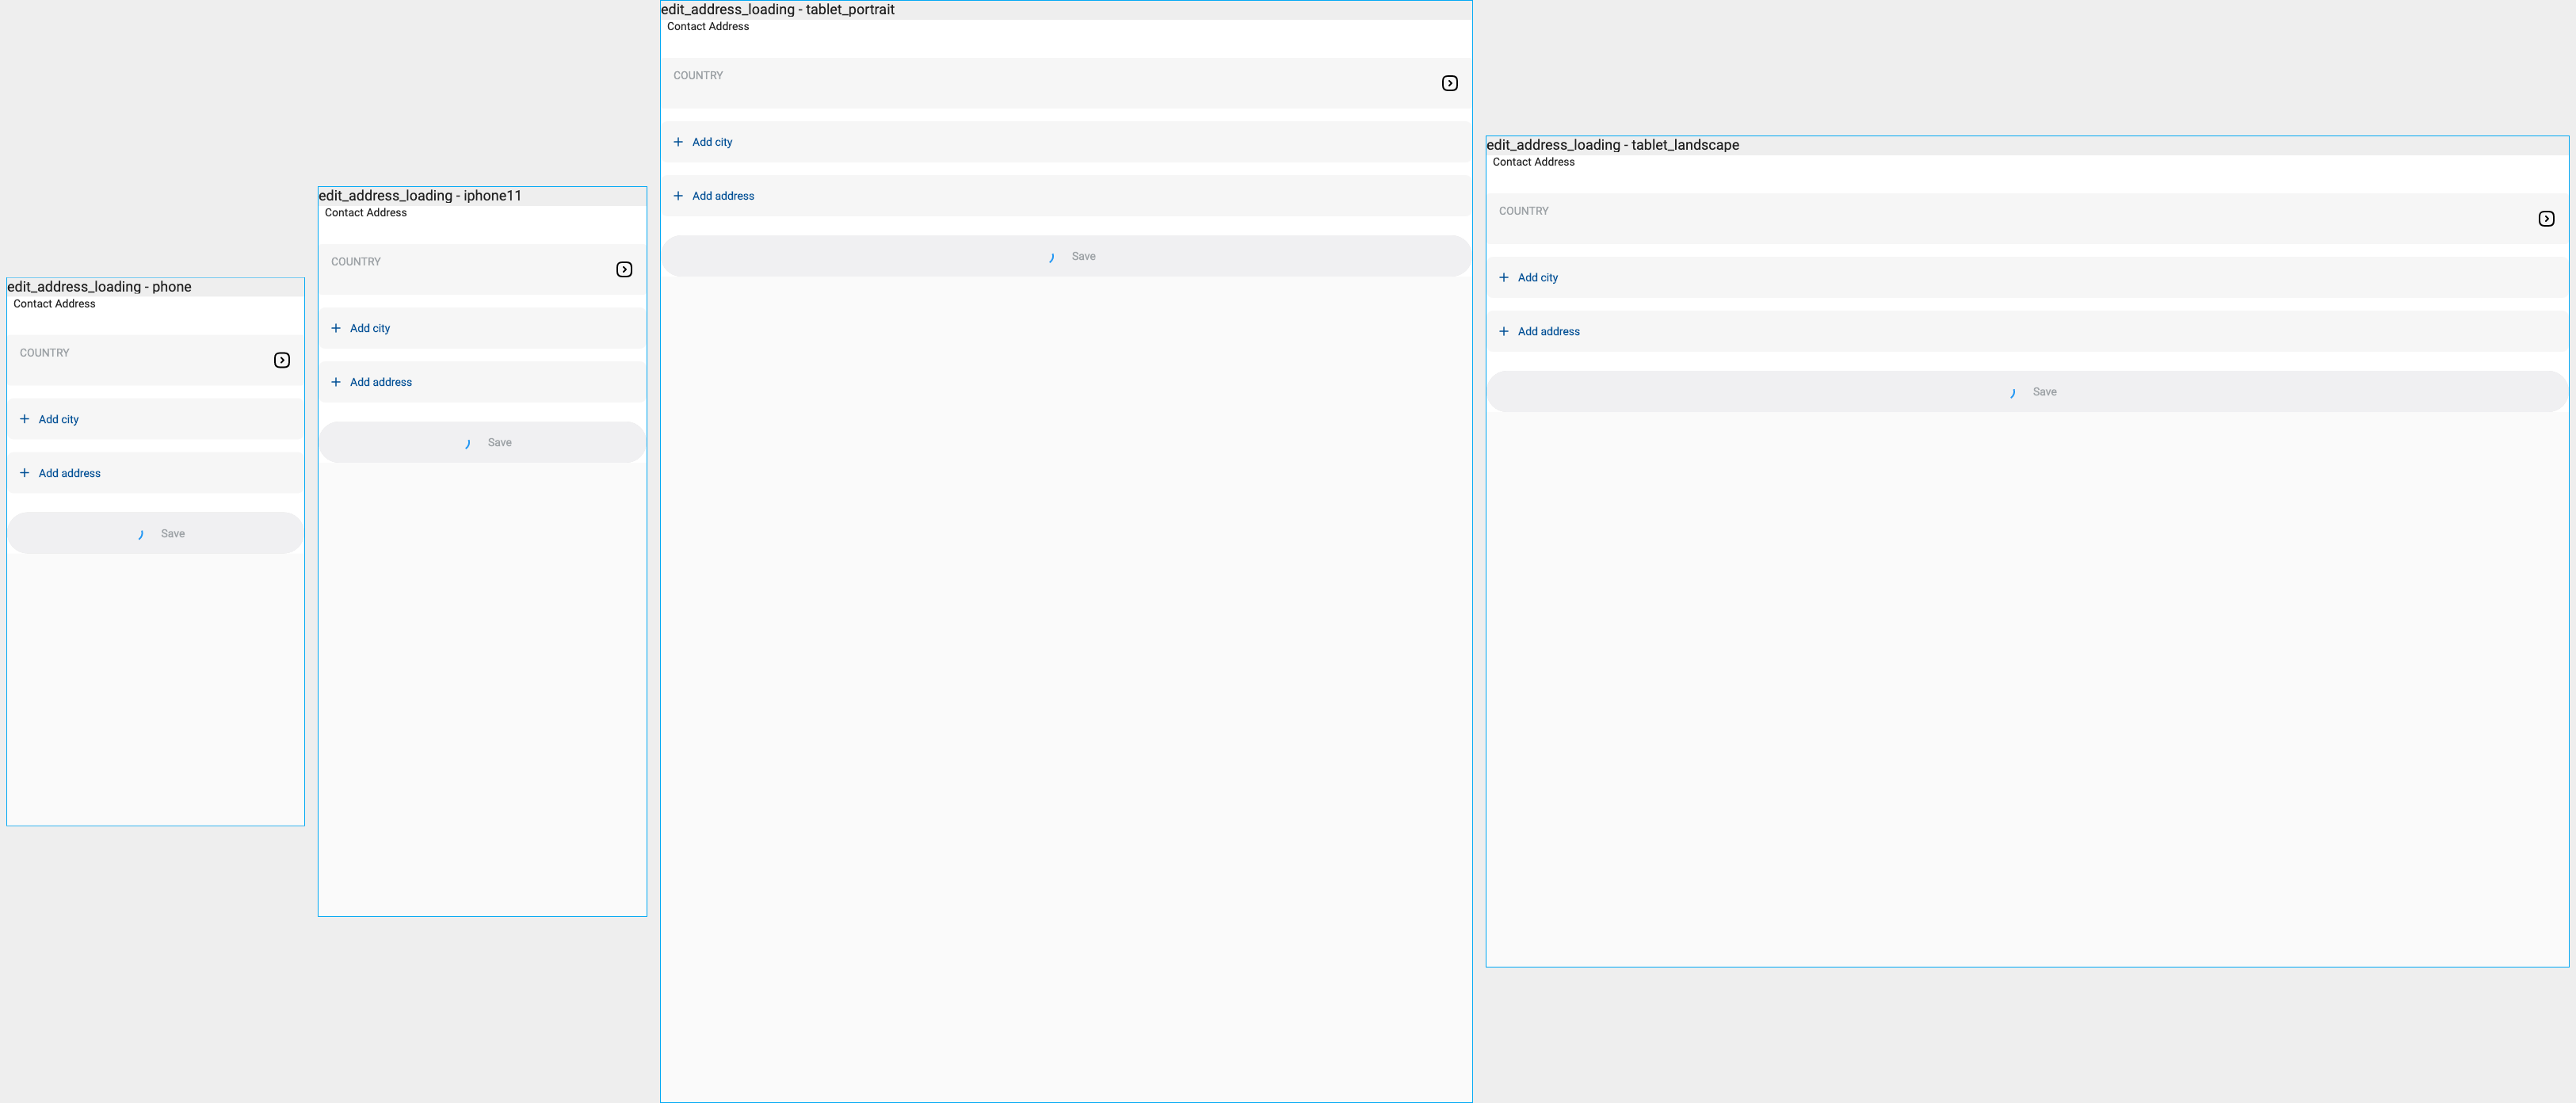 edit_address_loading - phone
Contact Address
COUNTRY
Add city
Add address
Save
edit_address_loading - iphone11
Contact Address
COUNTRY
Add city
Add address
Save
edit_address_loading - tablet_portrait
Contact Address
COUNTRY
Add city
Add address
Save
edit_address_loading - tablet_landscape
Contact Address
COUNTRY
Add city
Add address
Save